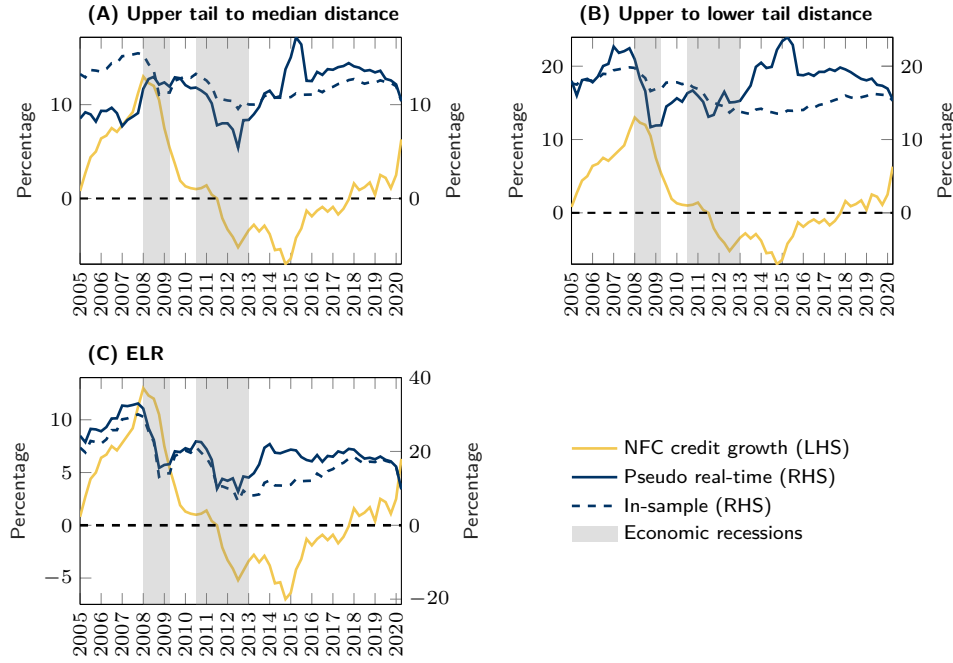 (A) Upper tail to median distance
Percentage
10
0
10
0
Percentage
2005 2006 2007 2008 2009 2010 2011 2012 2013 2014 2015 2016 2017 2018 2019 2020
(B) Upper to lower tail distance
Percentage
20
10
0
20
10
0
Percentage
2005 2006 2007 2008 2009 2010 2011 2012 2013 2014 2015 2016 2017 2018 2019 2020
(C) ELR
Percentage
10
5
0
−5
40
20
0
−20
Percentage
2005 2006 2007 2008 2009 2010 2011 2012 2013 2014 2015 2016 2017 2018 2019 2020
NFC credit growth (LHS)
Pseudo real-time (RHS)
In-sample (RHS)
Economic recessions